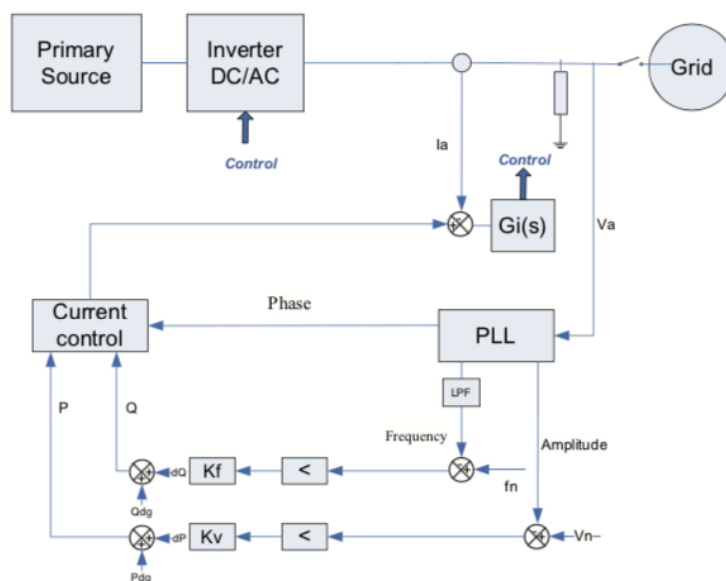 Primary
Source
Inverter
DC/AC
Grid
Ia
Control
Control
Gi(s)
Va
Current
control
Phase
PLL
LPF
P
Q
Frequency
Amplitude
dQ
Kf
<
fn
Qdg
dP
Kv
<
Vn
Pdg